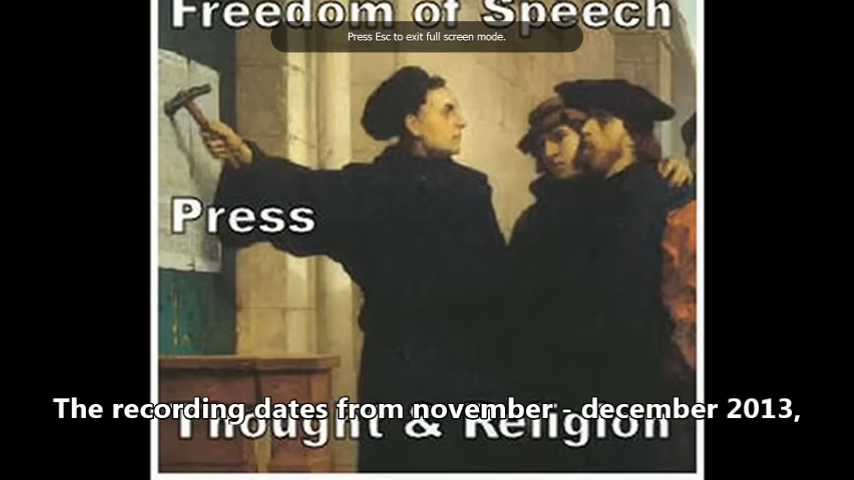 Freedom of Speech
Press Esc to exit full screen mode.
Press
The recording dates from november - december 2013,
Thought & Religion